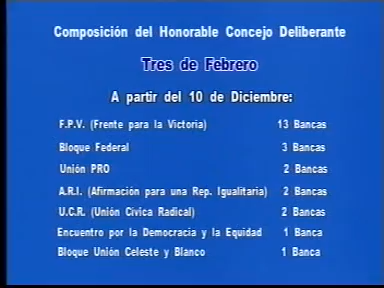 Composición del Honorable Concejo Deliberante
Tres de Febrero
A partir del 10 de Diciembre:
F.P.V. (Frente para la Victoria) 13 Bancas
Bloque Federal 3 Bancas
Unión PRO 2 Bancas
A.R.I. (Afirmación para una Rep. Igualitaria) 2 Bancas
U.C.R. (Unión Cívica Radical) 2 Bancas
Encuentro por la Democracia y la Equidad 1 Banca
Bloque Unión Celeste y Blanco 1 Banca